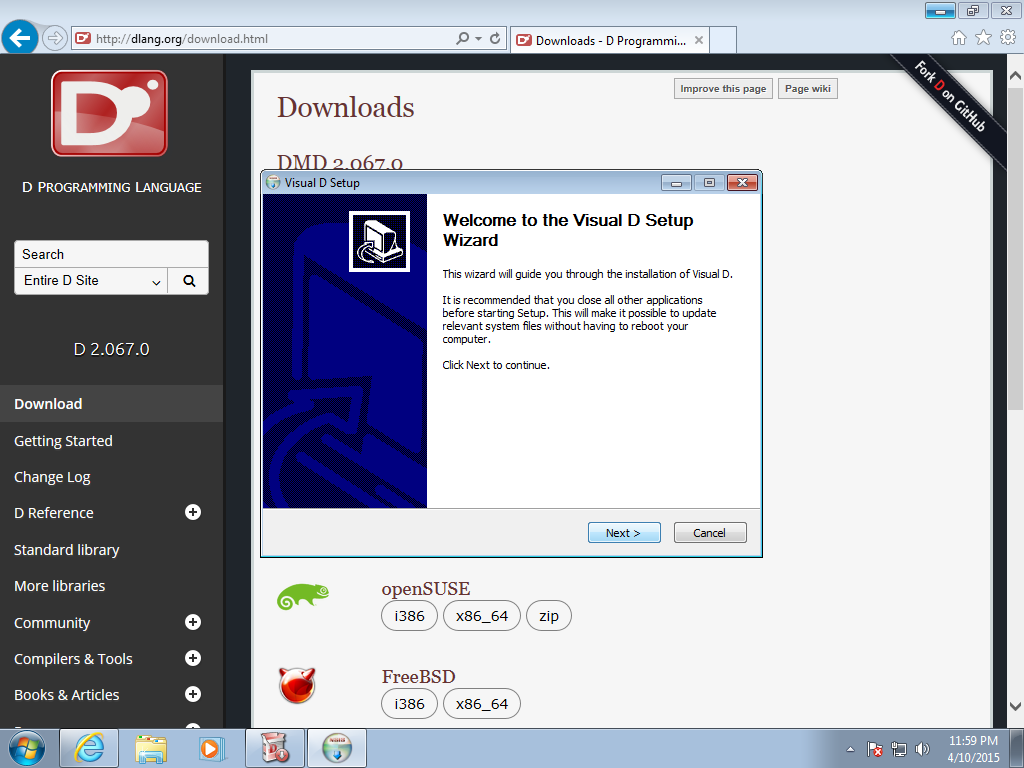 http://dlang.org/download.html
Downloads - D Programmi...
D PROGRAMMING LANGUAGE
Search
Entire D Site
D 2.067.0
Download
Getting Started
Change Log
D Reference
Standard library
More libraries
Community
Compilers & Tools
Books & Articles
Downloads
Improve this page
Page wiki
Fork D on GitHub
DMD 2.067.0
Visual D Setup
Welcome to the Visual D Setup
Wizard
This wizard will guide you through the installation of Visual D.
It is recommended that you close all other applications
before starting Setup. This will make it possible to update
relevant system files without having to reboot your
computer.
Click Next to continue.
Next >
Cancel
openSUSE
i386
x86_64
zip
FreeBSD
i386
x86_64
11:59 PM
4/10/2015